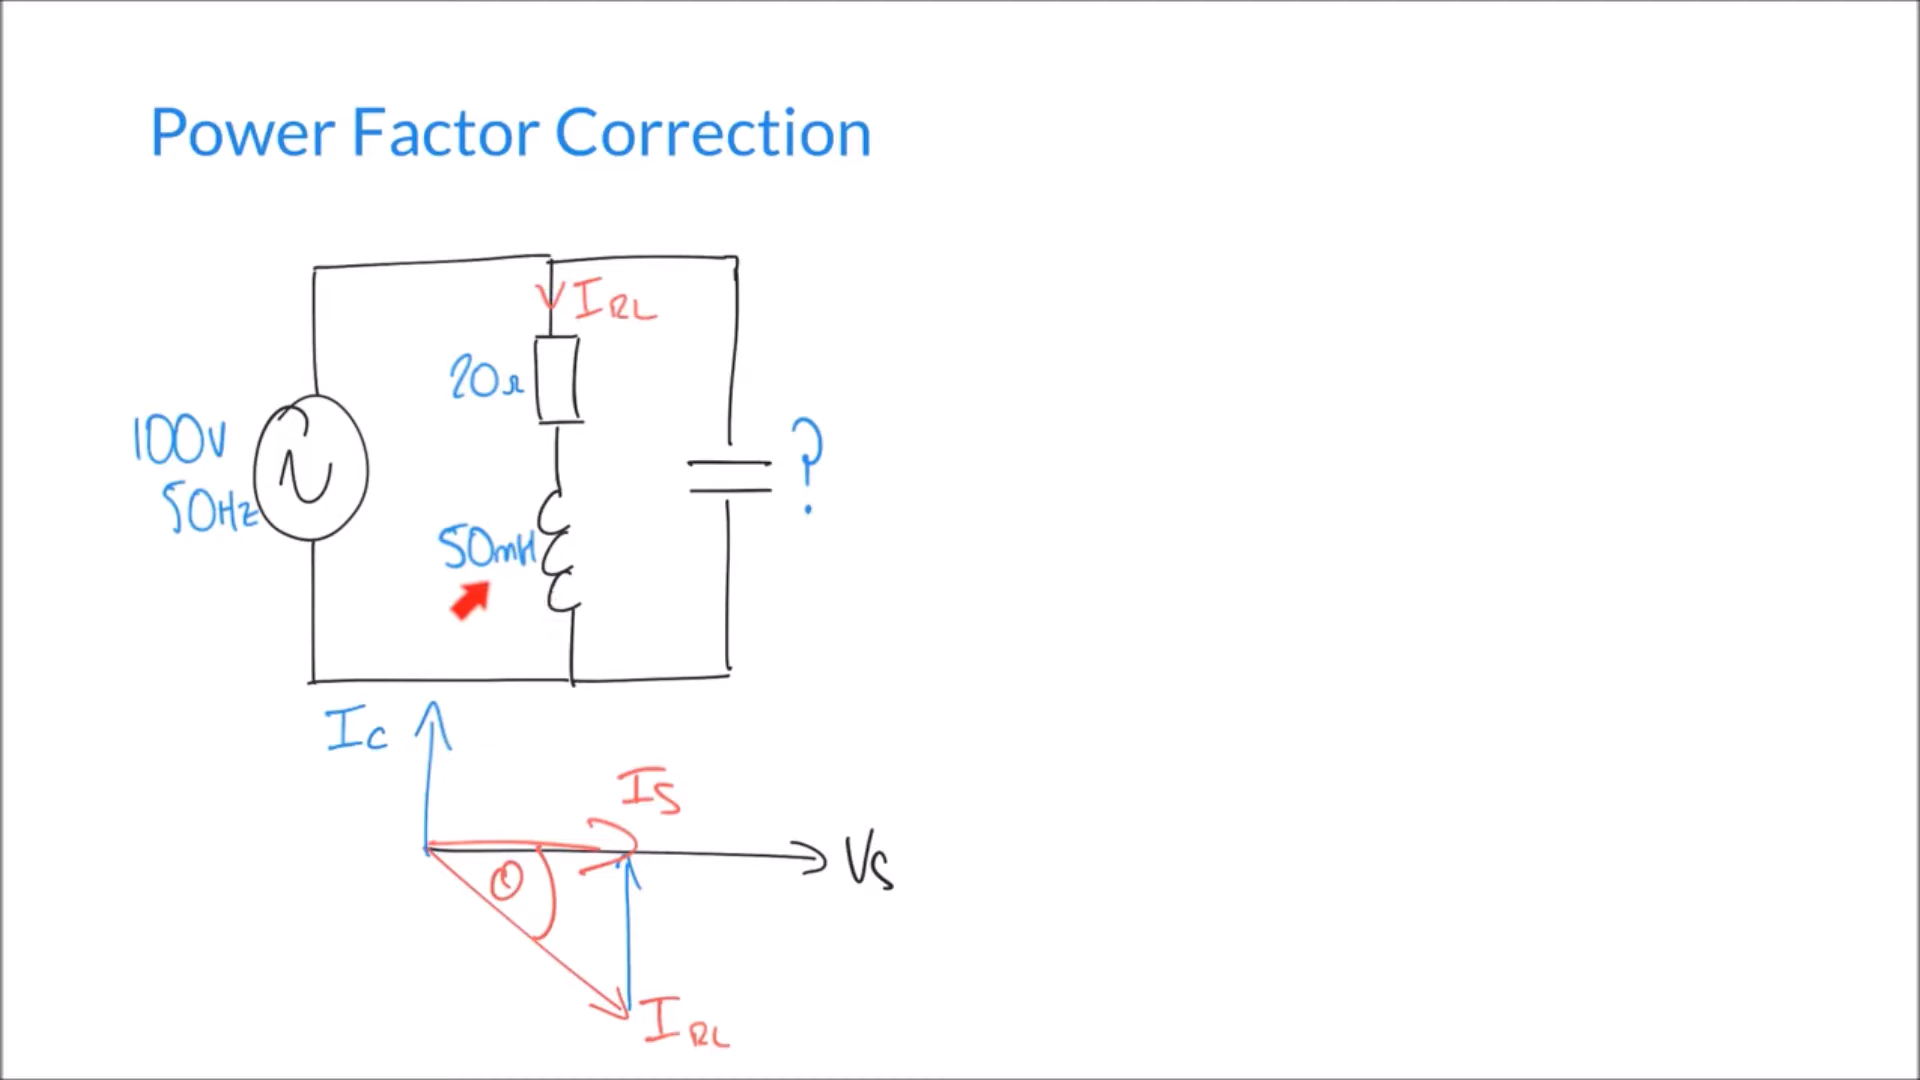 Power Factor Correction
I_RL
20Ω
100V
50Hz
?
50mH
I_C
I_S
V_S
Φ
I_RL